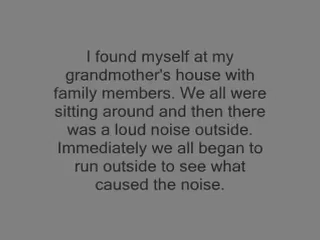 I found myself at my
grandmother's house with
family members. We all were
sitting around and then there
was a loud noise outside.
Immediately we all began to
run outside to see what
caused the noise.